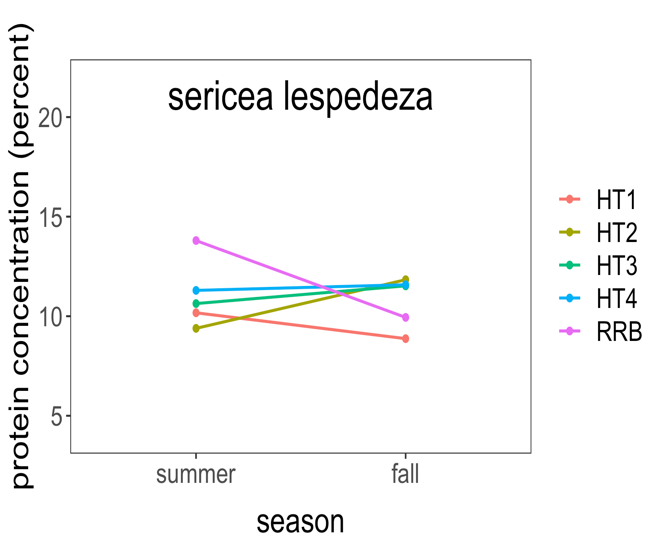 sericea lespedeza
protein concentration (percent)
20
15
10
5
summer
fall
season
HT1
HT2
HT3
HT4
RRB